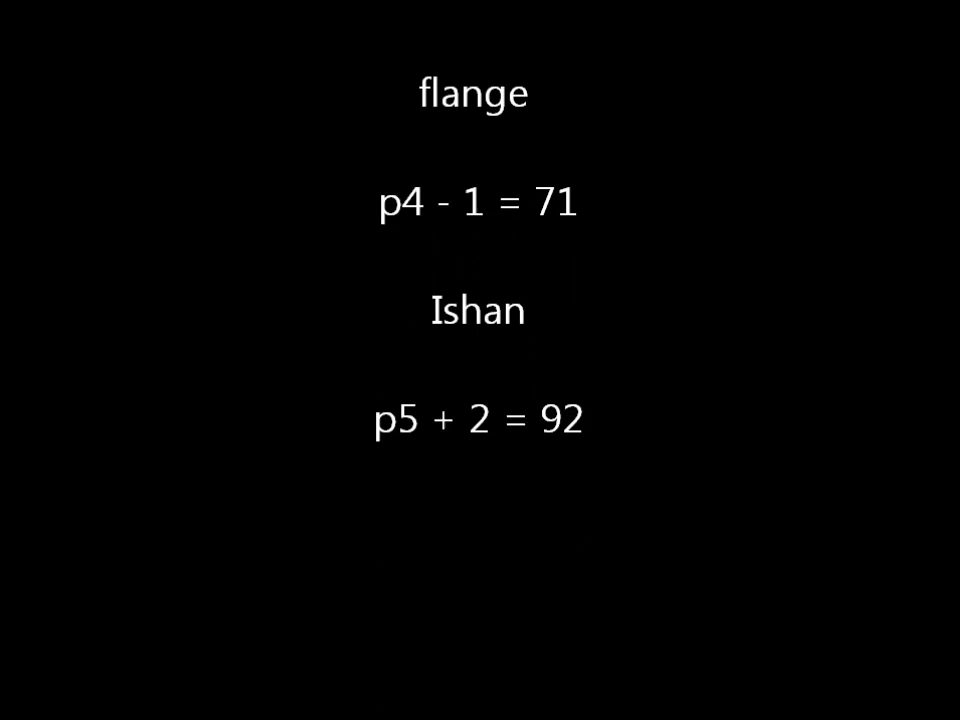 flange
p4 - 1 = 71
Ishan
p5 + 2 = 92